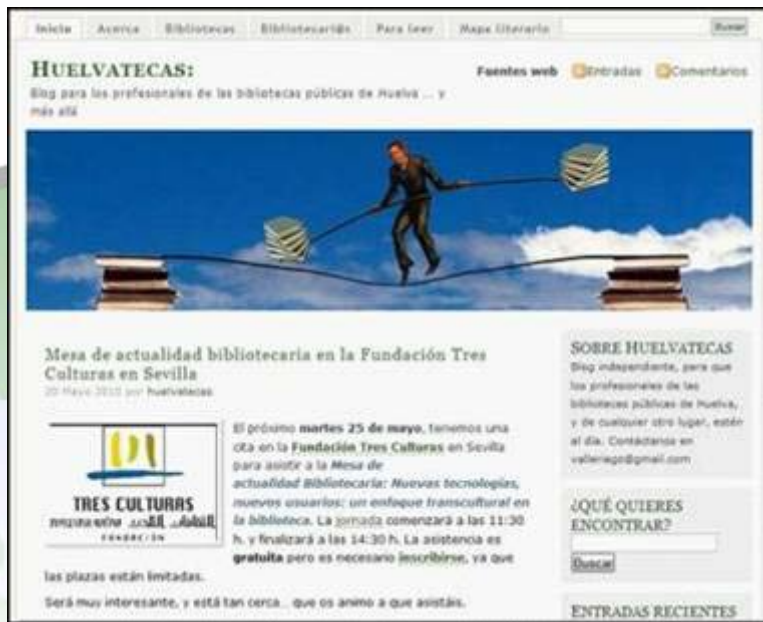 Inicio Acerca Bibliotecas Bibliotecari@s Para leer Mapa literario Buscar
HUELVATECAS:
Blog para los profesionales de las bibliotecas públicas de Huelva ... y
más allá
Fuentes web Entradas Comentarios
Mesa de actualidad bibliotecaria en la Fundación Tres
Culturas en Sevilla
20 Mayo 2010 por huelvatecas
TRES CULTURAS
FUNDACIÓN
El próximo martes 25 de mayo, tenemos una
cita en la Fundación Tres Culturas en Sevilla
para asistir a la Mesa de
actualidad Bibliotecaria: Nuevas tecnologías,
nuevos usuarios: un enfoque transcultural en
la biblioteca. La jornada comenzará a las 11:30
h. y finalizará a las 14:30 h. La asistencia es
gratuita pero es necesario inscribirse, ya que
las plazas están limitadas.
Será muy interesante, y está tan cerca... que os animo a que asistáis.
SOBRE HUELVATECAS
Blog independiente, para que
los profesionales de las
bibliotecas públicas de Huelva,
y de cualquier otro lugar, estén
al día. Contáctanos en
valleriago@gmail.com
¿QUÉ QUIERES
ENCONTRAR?
Buscar
ENTRADAS RECIENTES